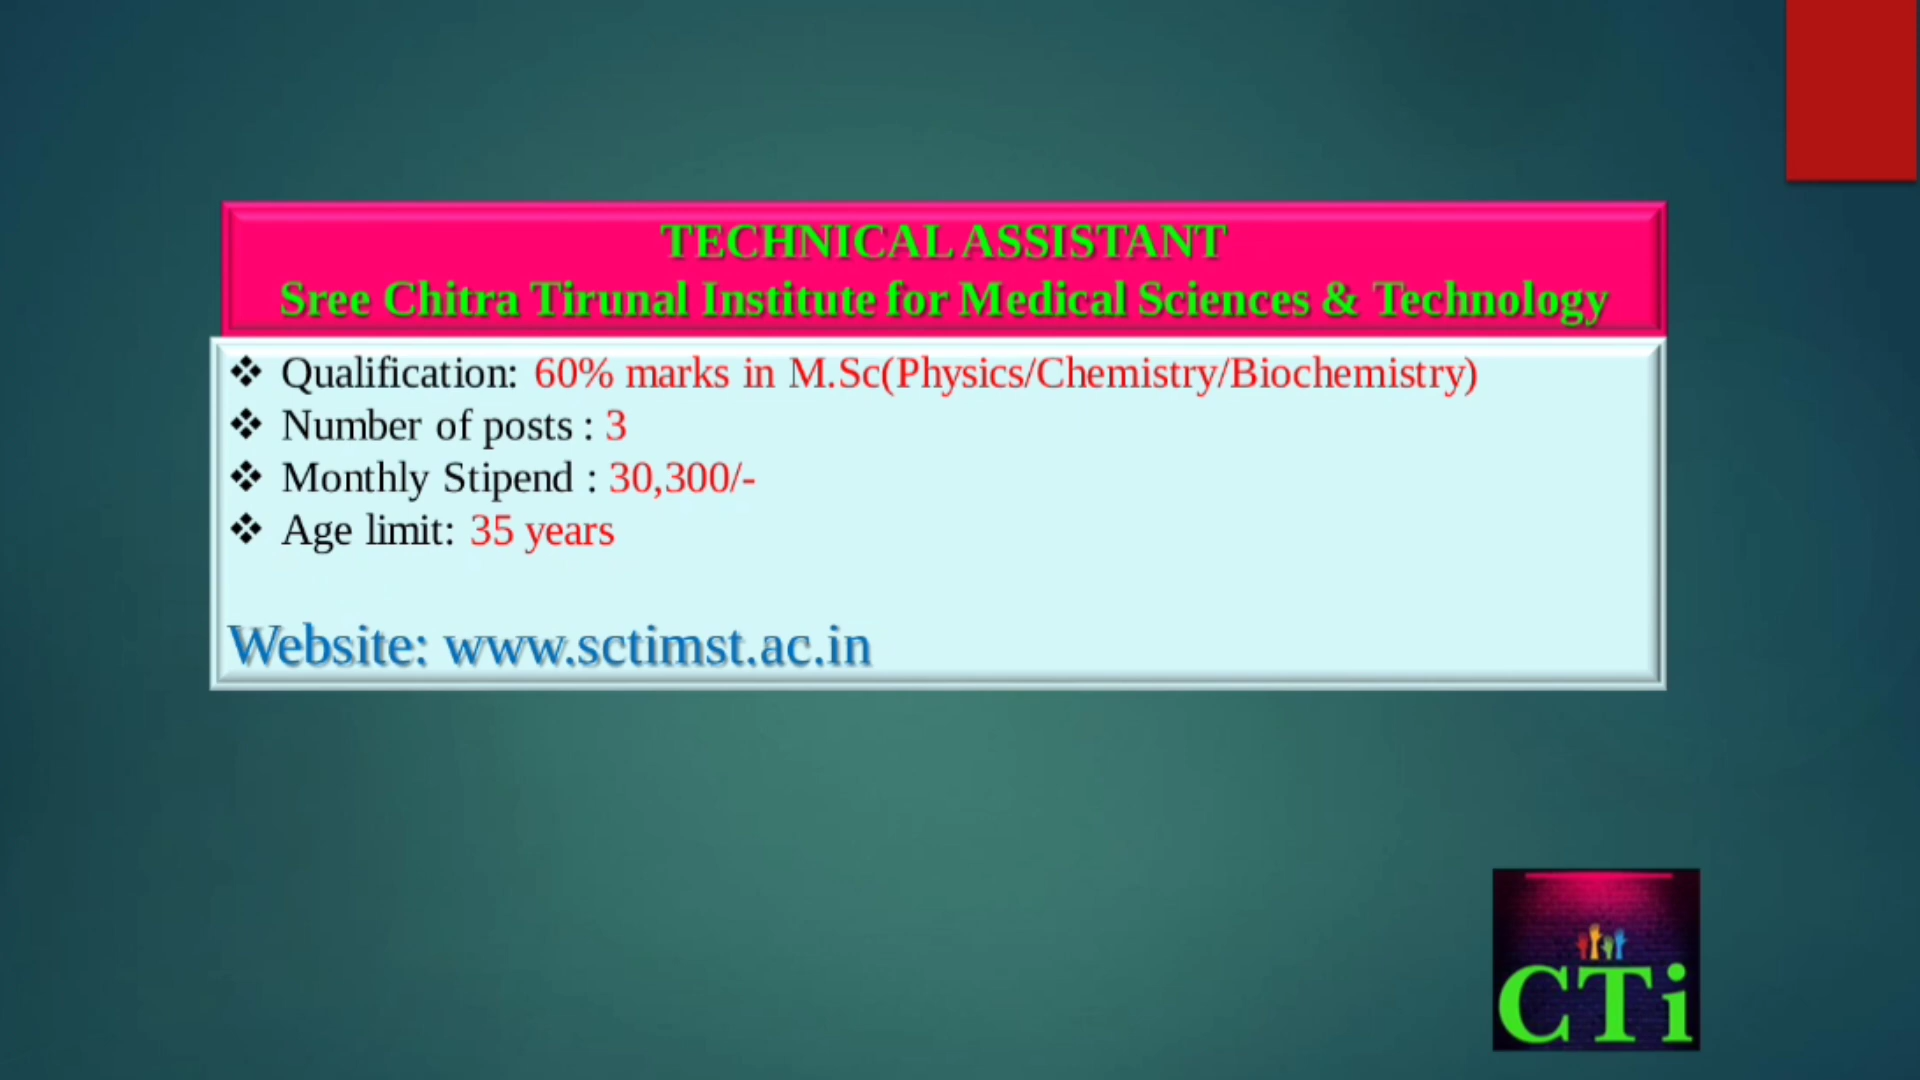 TECHNICAL ASSISTANT
Sree Chitra Tirunal Institute for Medical Sciences & Technology
❖ Qualification: 60% marks in M.Sc(Physics/Chemistry/Biochemistry)
❖ Number of posts : 3
❖ Monthly Stipend : 30,300/-
❖ Age limit: 35 years
Website: www.sctimst.ac.in
CTi